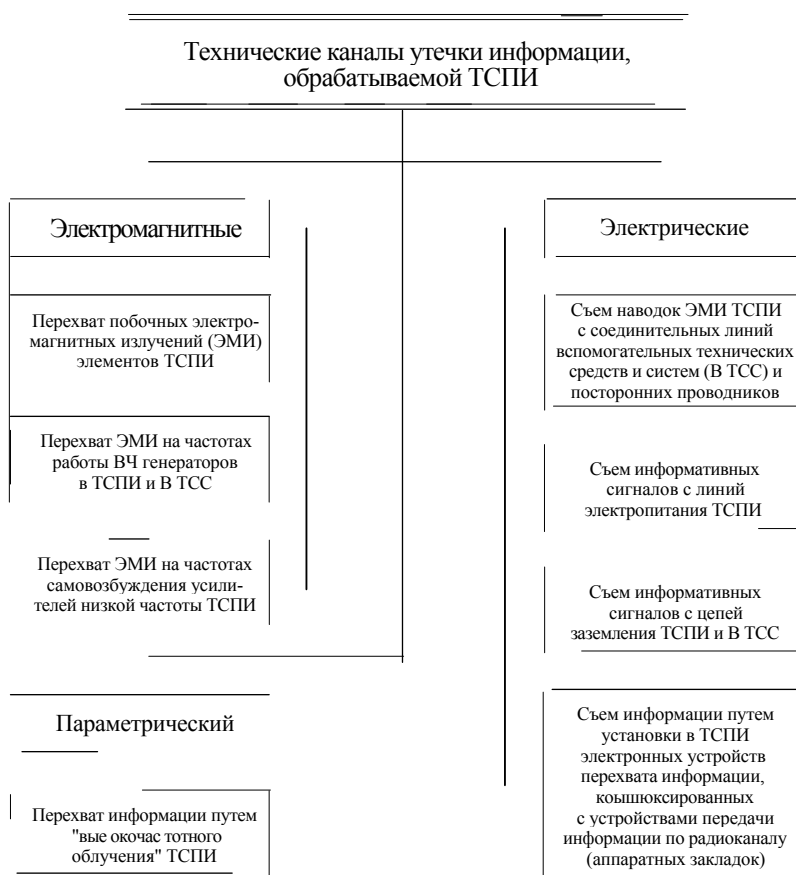 Технические каналы утечки информации,
обрабатываемой ТСПИ
Электромагнитные
Перехват побочных электро-
магнитных излучений (ЭМИ)
элементов ТСПИ
Перехват ЭМИ на частотах
работы ВЧ генераторов
в ТСПИ и В ТСС
Перехват ЭМИ на частотах
самовозбуждения усили-
телей низкой частоты ТСПИ
Параметрический
Перехват информации путем
"вые окочас тотного
облучения" ТСПИ
Электрические
Съем наводок ЭМИ ТСПИ
с соединительных линий
вспомогательных технических
средств и систем (В ТСС) и
посторонних проводников
Съем информативных
сигналов с линий
электропитания ТСПИ
Съем информативных
сигналов с цепей
заземления ТСПИ и В ТСС
Съем информации путем
установки в ТСПИ
электронных устройств
перехвата информации,
коышюксированных
с устройствами передачи
информации по радиоканалу
(аппаратных закладок)